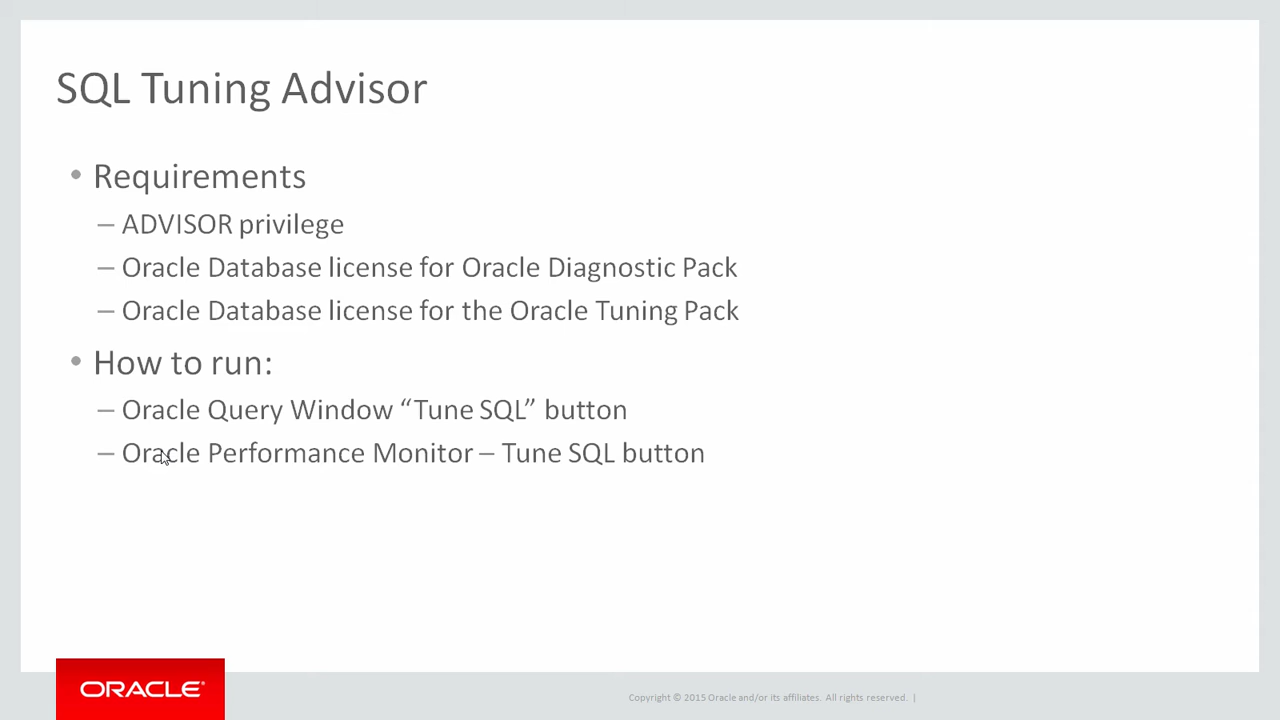 SQL Tuning Advisor
• Requirements
– ADVISOR privilege
– Oracle Database license for Oracle Diagnostic Pack
– Oracle Database license for the Oracle Tuning Pack
• How to run:
– Oracle Query Window “Tune SQL” button
– Oracle Performance Monitor – Tune SQL button
ORACLE®
Copyright © 2015 Oracle and/or its affiliates. All rights reserved. |